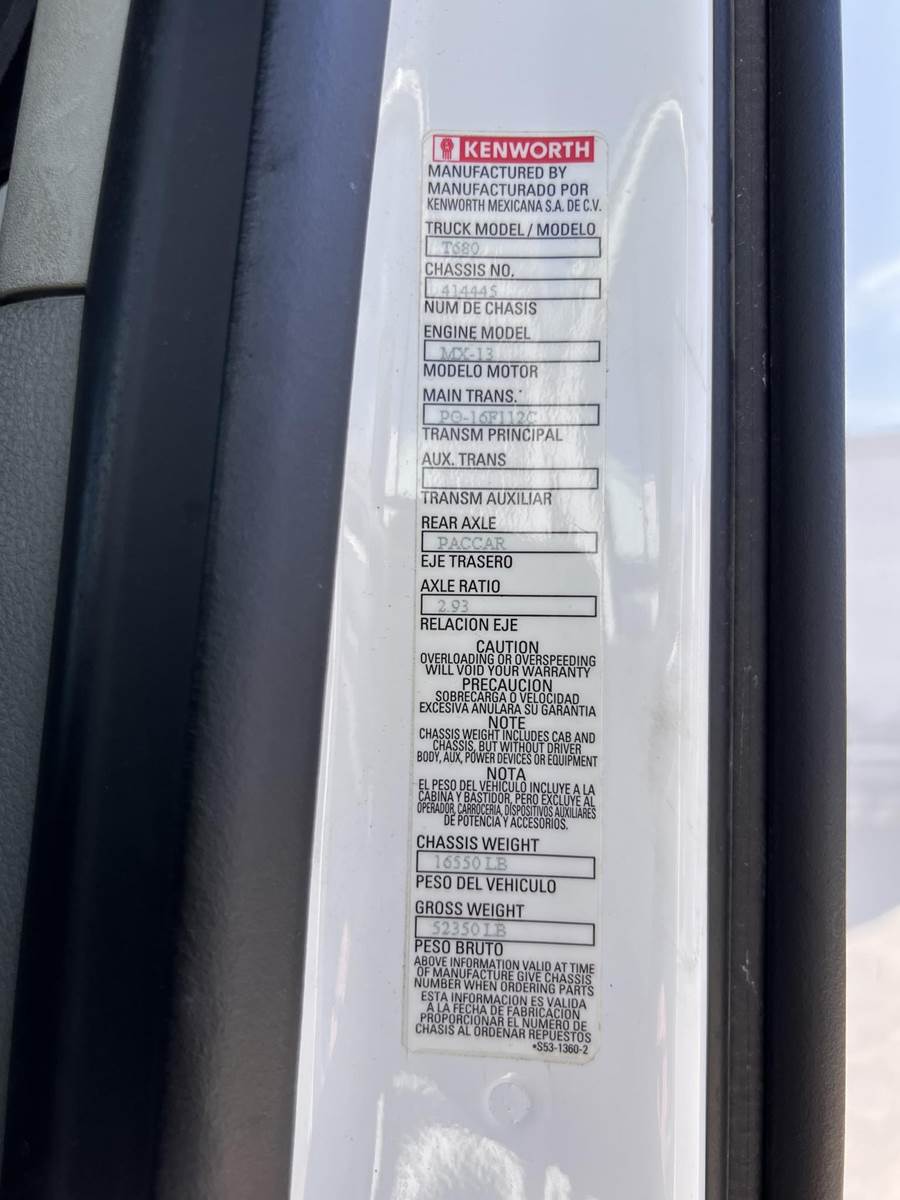 KENWORTH
MANUFACTURED BY
MANUFACTURADO POR
KENWORTH MEXICANA S.A. DE C.V.
TRUCK MODEL / MODELO
T680
CHASSIS NO.
414445
NUM DE CHASIS
ENGINE MODEL
MX-13
MODELO MOTOR
MAIN TRANS.
PO-16F112C
TRANSM PRINCIPAL
AUX. TRANS
TRANSM AUXILIAR
REAR AXLE
PACCAR
EJE TRASERO
AXLE RATIO
2.93
RELACION EJE
CAUTION
OVERLOADING OR OVERSPEEDING
WILL VOID YOUR WARRANTY
PRECAUCION
SOBRECARGA O VELOCIDAD
EXCESIVA ANULARA SU GARANTIA
NOTE
CHASSIS WEIGHT INCLUDES CAB AND
CHASSIS, BUT WITHOUT DRIVER
BODY, AUX, POWER DEVICES OR EQUIPMENT
NOTA
EL PESO DEL VEHICULO INCLUYE A LA
CABINA Y BASTIDOR, PERO EXCLUYE AL
OPERADOR, CARROCERIA, DISPOSITIVOS AUXILIARES
DE POTENCIA Y ACCESORIOS.
CHASSIS WEIGHT
16550 LB
PESO DEL VEHICULO
GROSS WEIGHT
52350 LB
PESO BRUTO
ABOVE INFORMATION VALID AT TIME
OF MANUFACTURE GIVE CHASSIS
NUMBER WHEN ORDERING PARTS
ESTA INFORMACION ES VALIDA
A LA FECHA DE FABRICACION
PROPORCIONAR EL NUMERO DE
CHASIS AL ORDENAR REPUESTOS
*S53-1360-2